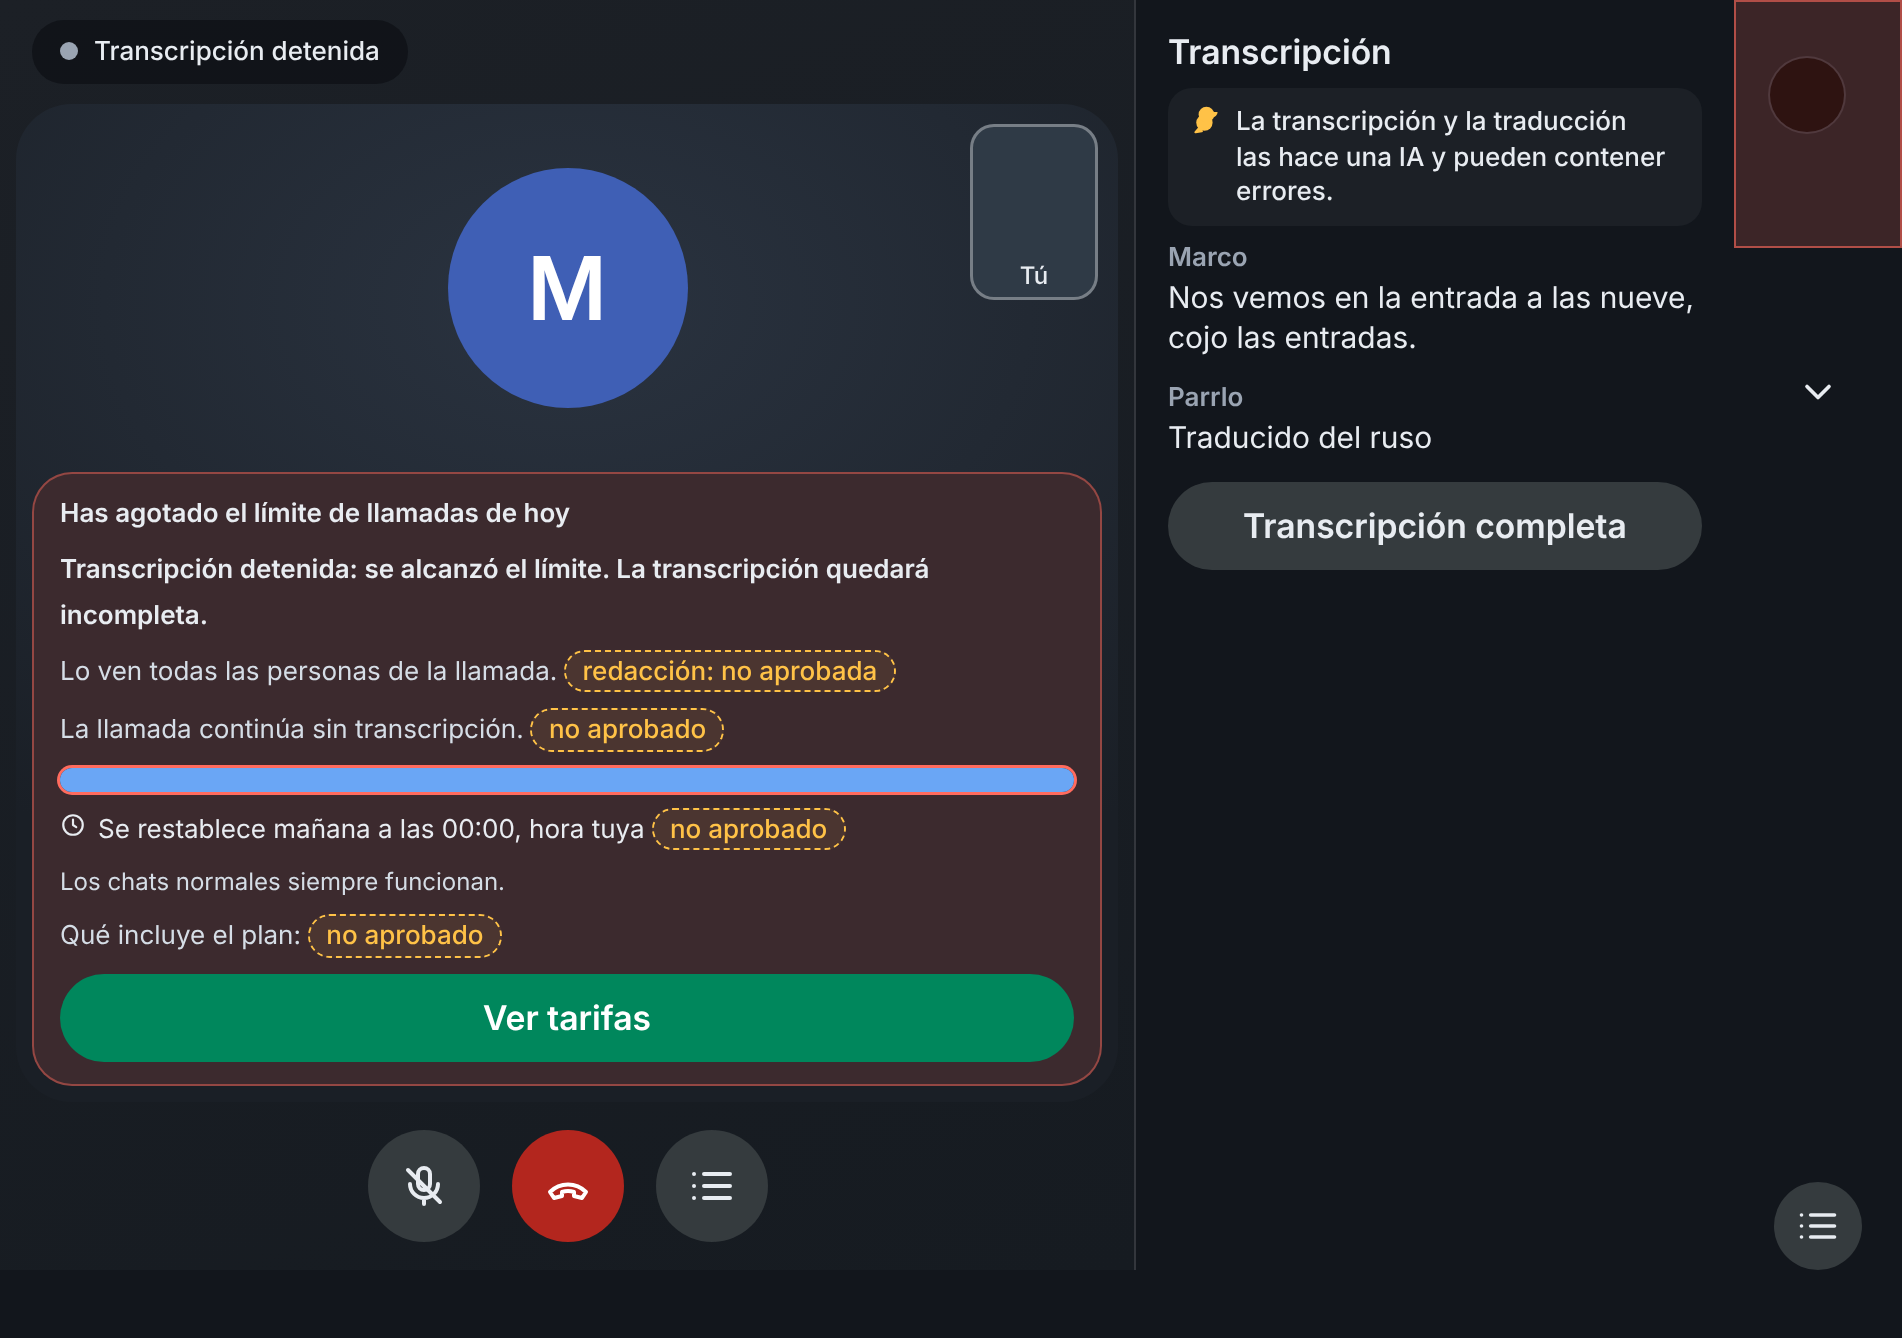 Transcripción detenida
M
Tú
Has agotado el límite de llamadas de hoy
Transcripción detenida: se alcanzó el límite. La transcripción quedará
incompleta.
Lo ven todas las personas de la llamada. redacción: no aprobada
La llamada continúa sin transcripción. no aprobado
Se restablece mañana a las 00:00, hora tuya no aprobado
Los chats normales siempre funcionan.
Qué incluye el plan: no aprobado
Ver tarifas
Transcripción
La transcripción y la traducción
las hace una IA y pueden contener
errores.
Marco
Nos vemos en la entrada a las nueve,
cojo las entradas.
Parrlo
Traducido del ruso
Transcripción completa